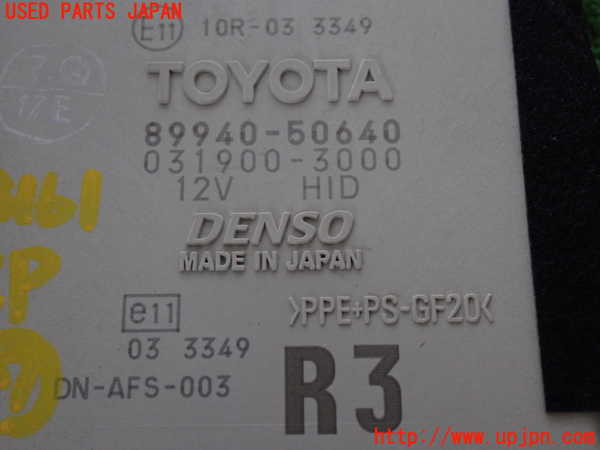 USED PARTS JAPAN
E11 10R-03 3349
TOYOTA
89940-50640
17E
031900-3000
12V HID
DENSO
MADE IN JAPAN
>PPE+PS-GF20<
e11
03 3349
DN-AFS-003
R3
http://www.upjpn.com